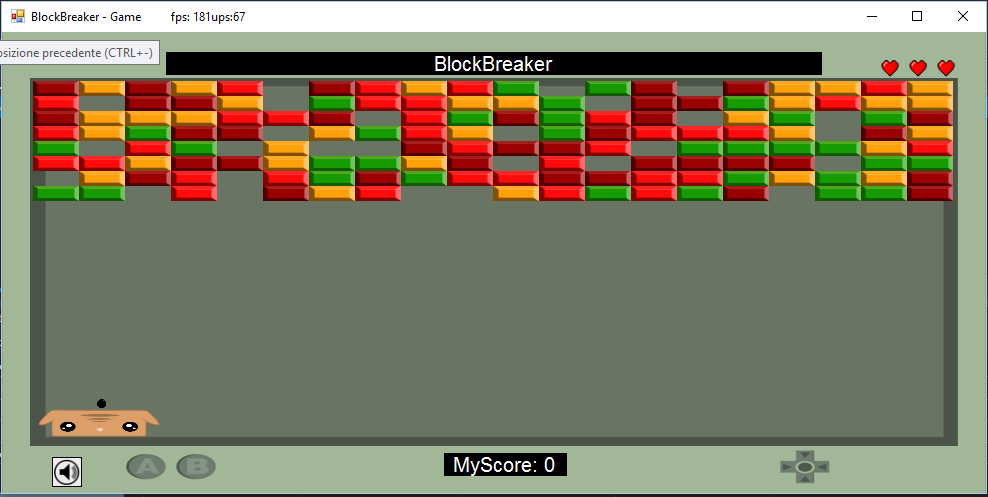 BlockBreaker - Game fps: 181ups:67
osizione precedente (CTRL+-)
BlockBreaker
A B
MyScore: 0